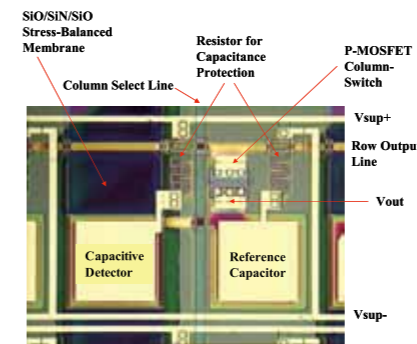 SiO/SiN/SiO
Stress-Balanced
Membrane
Resistor for
Capacitance
Protection
P-MOSFET
Column-
Switch
Column Select Line
Vsup+
Row Outpu
Line
Vout
Capacitive
Detector
Reference
Capacitor
Vsup-